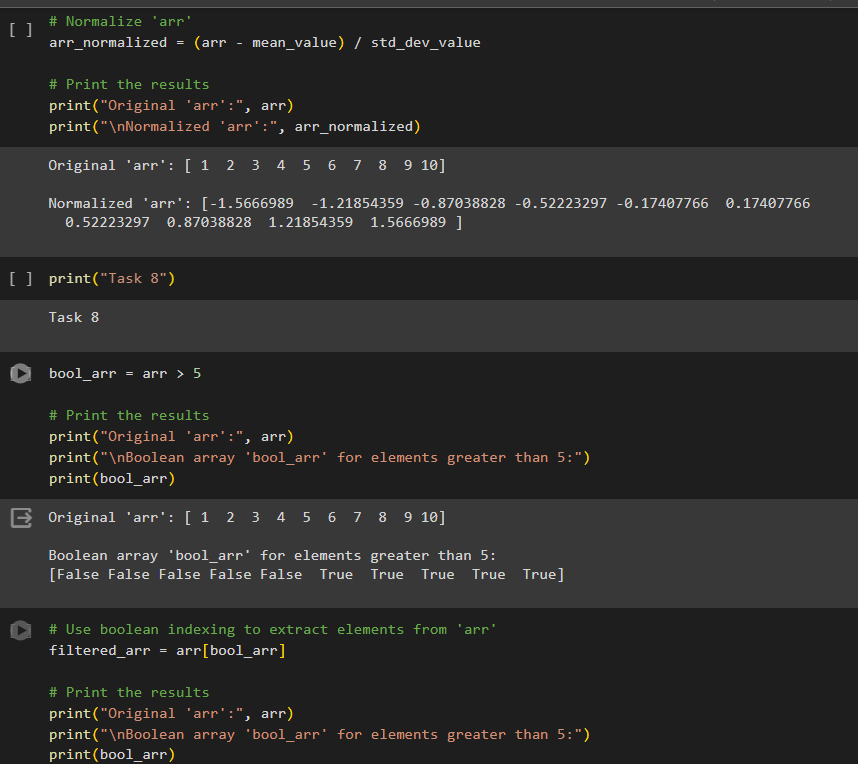 [ ]
# Normalize 'arr'
arr_normalized = (arr - mean_value) / std_dev_value
# Print the results
print("Original 'arr':", arr)
print("\nNormalized 'arr':", arr_normalized)
Original 'arr': [ 1  2  3  4  5  6  7  8  9 10]
Normalized 'arr': [-1.5666989  -1.21854359 -0.87038828 -0.52223297 -0.17407766  0.17407766
  0.52223297  0.87038828  1.21854359  1.5666989 ]
[ ] print("Task 8")
Task 8
bool_arr = arr > 5
# Print the results
print("Original 'arr':", arr)
print("\nBoolean array 'bool_arr' for elements greater than 5:")
print(bool_arr)
Original 'arr': [ 1  2  3  4  5  6  7  8  9 10]
Boolean array 'bool_arr' for elements greater than 5:
[False False False False False  True  True  True  True  True]
# Use boolean indexing to extract elements from 'arr'
filtered_arr = arr[bool_arr]
# Print the results
print("Original 'arr':", arr)
print("\nBoolean array 'bool_arr' for elements greater than 5:")
print(bool_arr)